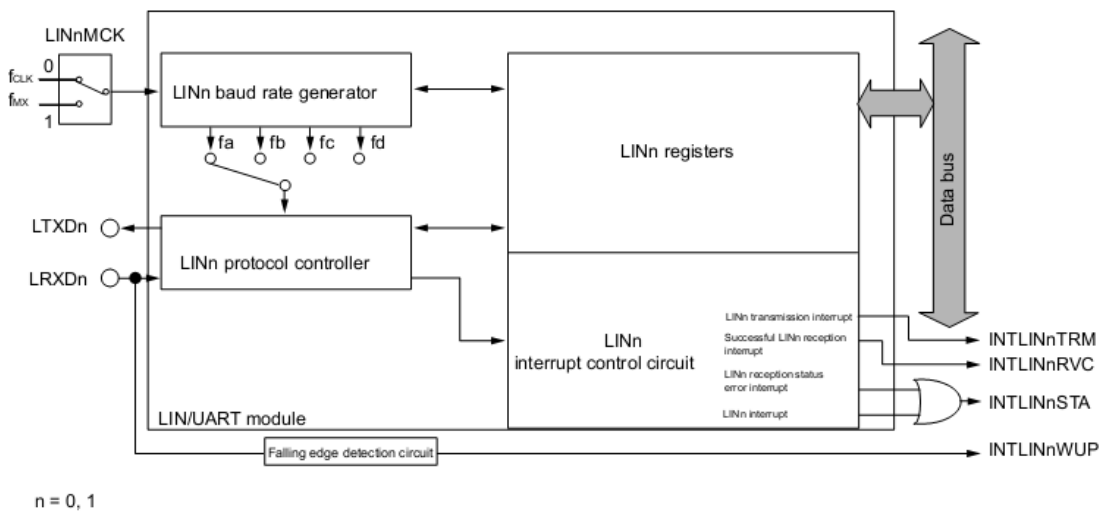 LINnMCK
0
fCLK
fMX
1
LINn baud rate generator
fa fb fc fd
LINn registers
Data bus
LTXDn
LRXDn
LINn protocol controller
LINn
interrupt control circuit
LINn transmission interrupt
Successful LINn reception
interrupt
LINn reception status
error interrupt
LINn interrupt
INTLINnTRM
INTLINnRVC
INTLINnSTA
INTLINnWUP
LIN/UART module
Falling edge detection circuit
n = 0, 1